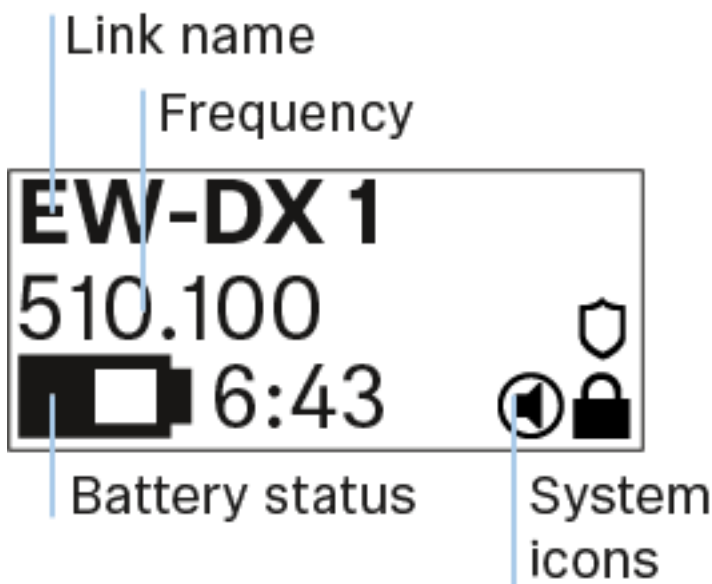 Link name
Frequency
EW-DX 1
510.100
6:43
Battery status
System
icons